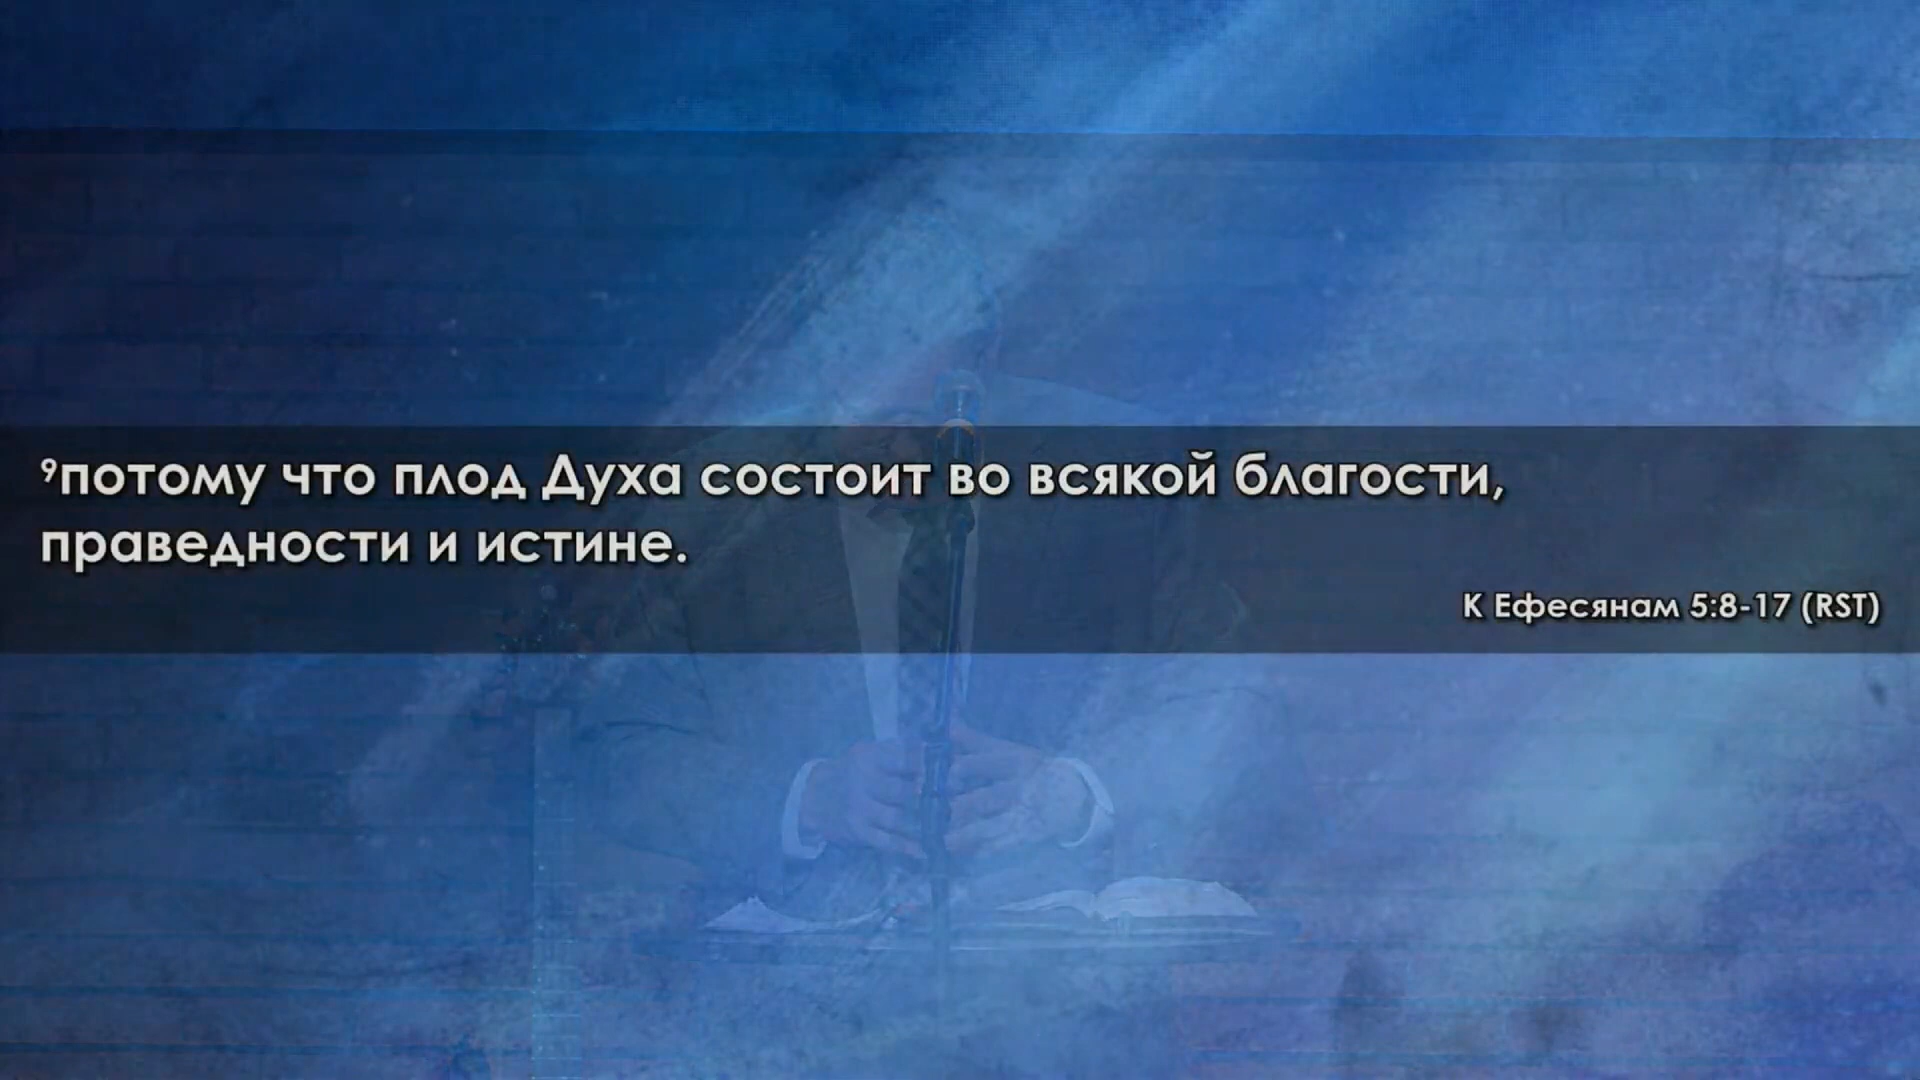 ⁹потому что плод Духа состоит во всякой благости,
праведности и истине.
К Ефесянам 5:8-17 (RST)